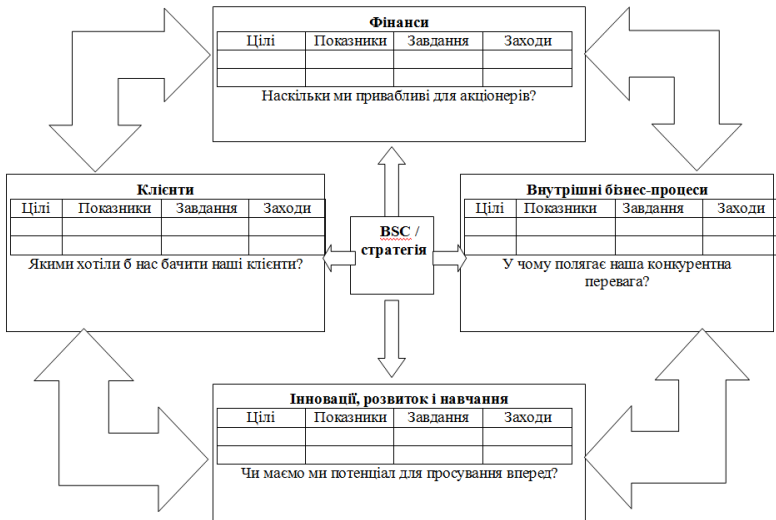 Фінанси
Цілі Показники Завдання Заходи
Наскільки ми привабливі для акціонерів?
Клієнти
Цілі Показники Завдання Заходи
Якими хотіли б нас бачити наші клієнти?
BSC /
стратегія
Внутрішні бізнес-процеси
Цілі Показники Завдання Заходи
У чому полягає наша конкурентна
перевага?
Інновації, розвиток і навчання
Цілі Показники Завдання Заходи
Чи маємо ми потенціал для просування вперед?